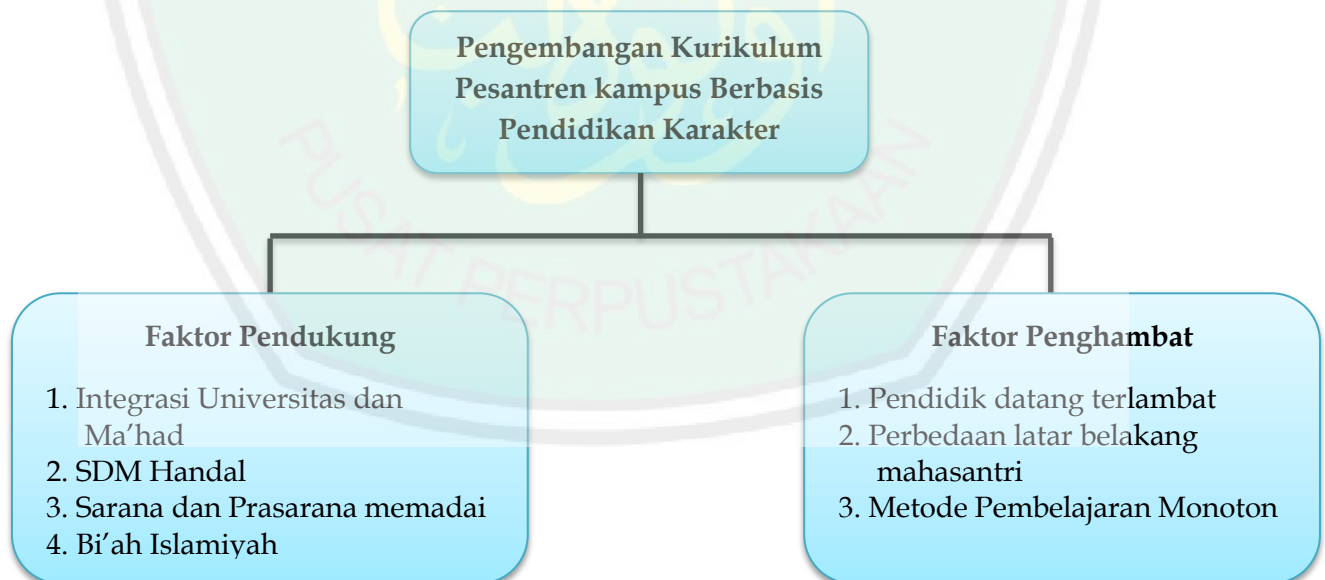 Pengembangan Kurikulum
Pesantren kampus Berbasis
Pendidikan Karakter
PUSAT PERPUSTAKAAN
Faktor Pendukung
1. Integrasi Universitas dan
Ma’had
2. SDM Handal
3. Sarana dan Prasarana memadai
4. Bi’ah Islamiyah
Faktor Penghambat
1. Pendidik datang terlambat
2. Perbedaan latar belakang
mahasantri
3. Metode Pembelajaran Monoton